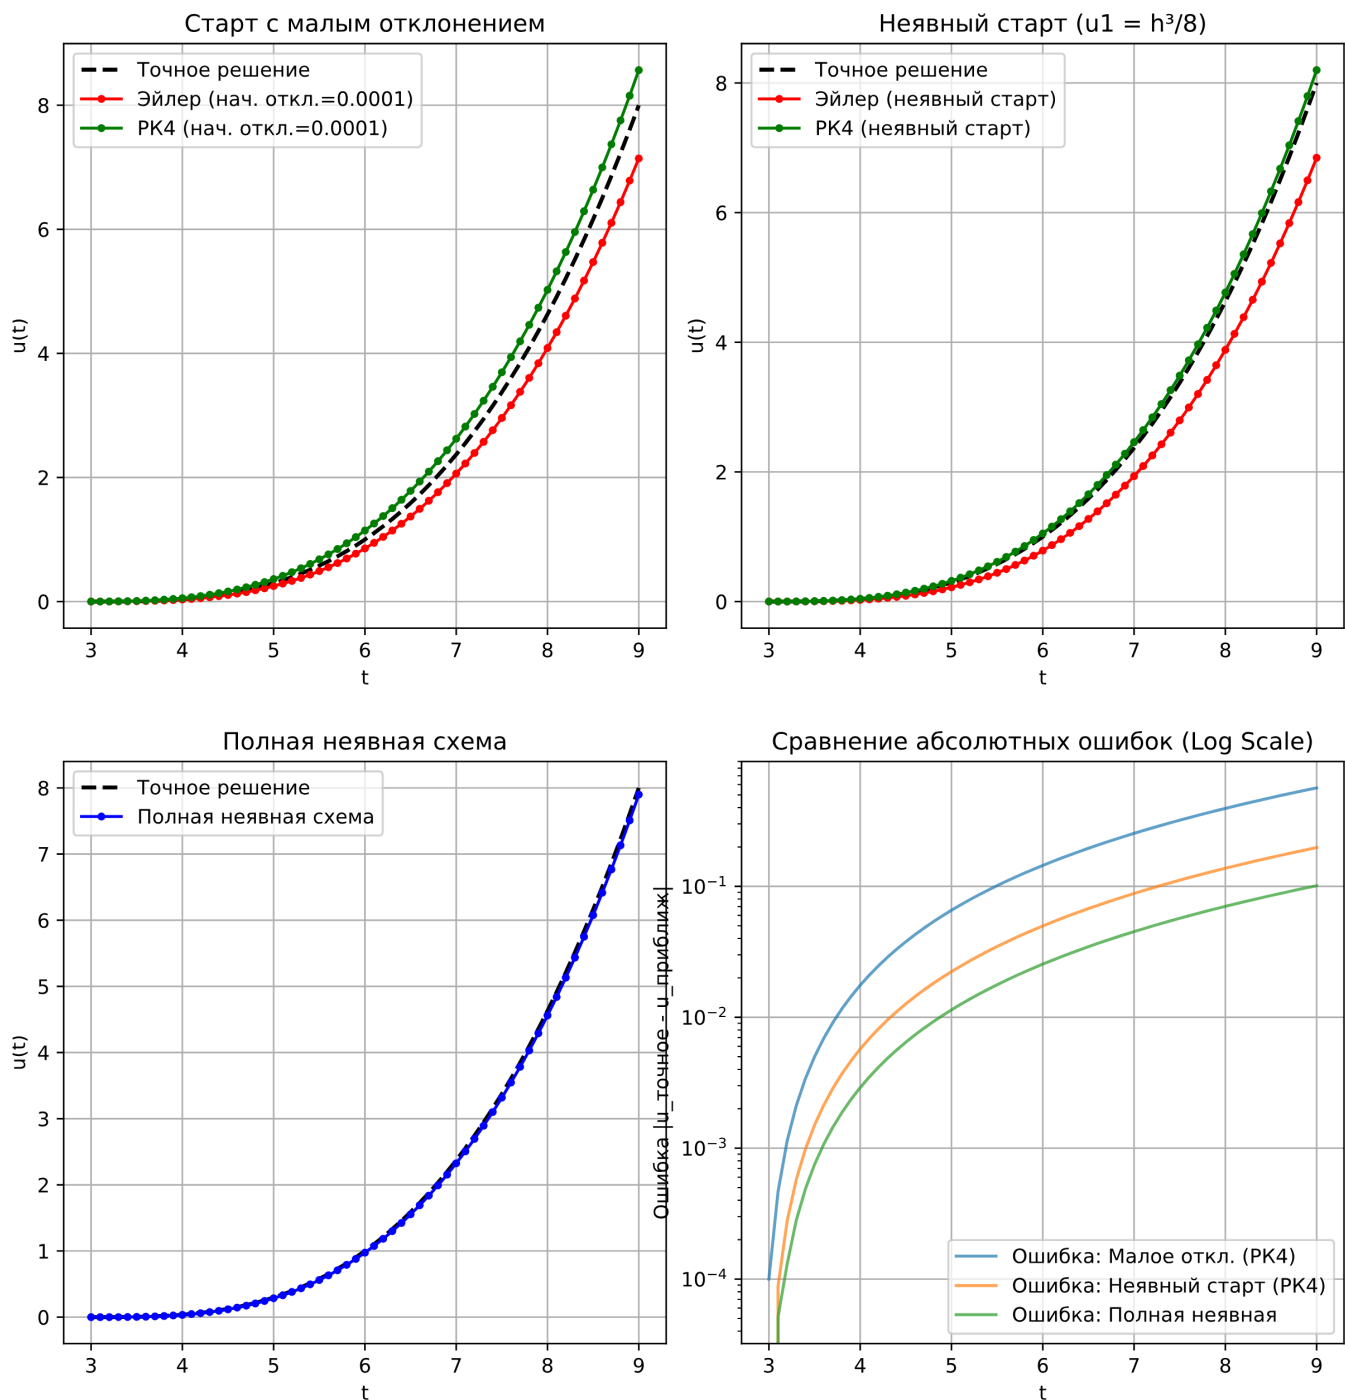 Старт с малым отклонением
Точное решение
Эйлер (нач. откл.=0.0001)
РК4 (нач. откл.=0.0001)
u(t)
8
6
4
2
0
3 4 5 6 7 8 9
t
Неявный старт (u1 = h³/8)
Точное решение
Эйлер (неявный старт)
РК4 (неявный старт)
u(t)
8
6
4
2
0
3 4 5 6 7 8 9
t
Полная неявная схема
Точное решение
Полная неявная схема
u(t)
8
7
6
5
4
3
2
1
0
3 4 5 6 7 8 9
t
Сравнение абсолютных ошибок (Log Scale)
Ошибка |u_точное - u_приближ|
10⁻¹
10⁻²
10⁻³
10⁻⁴
Ошибка: Малое откл. (РК4)
Ошибка: Неявный старт (РК4)
Ошибка: Полная неявная
3 4 5 6 7 8 9
t